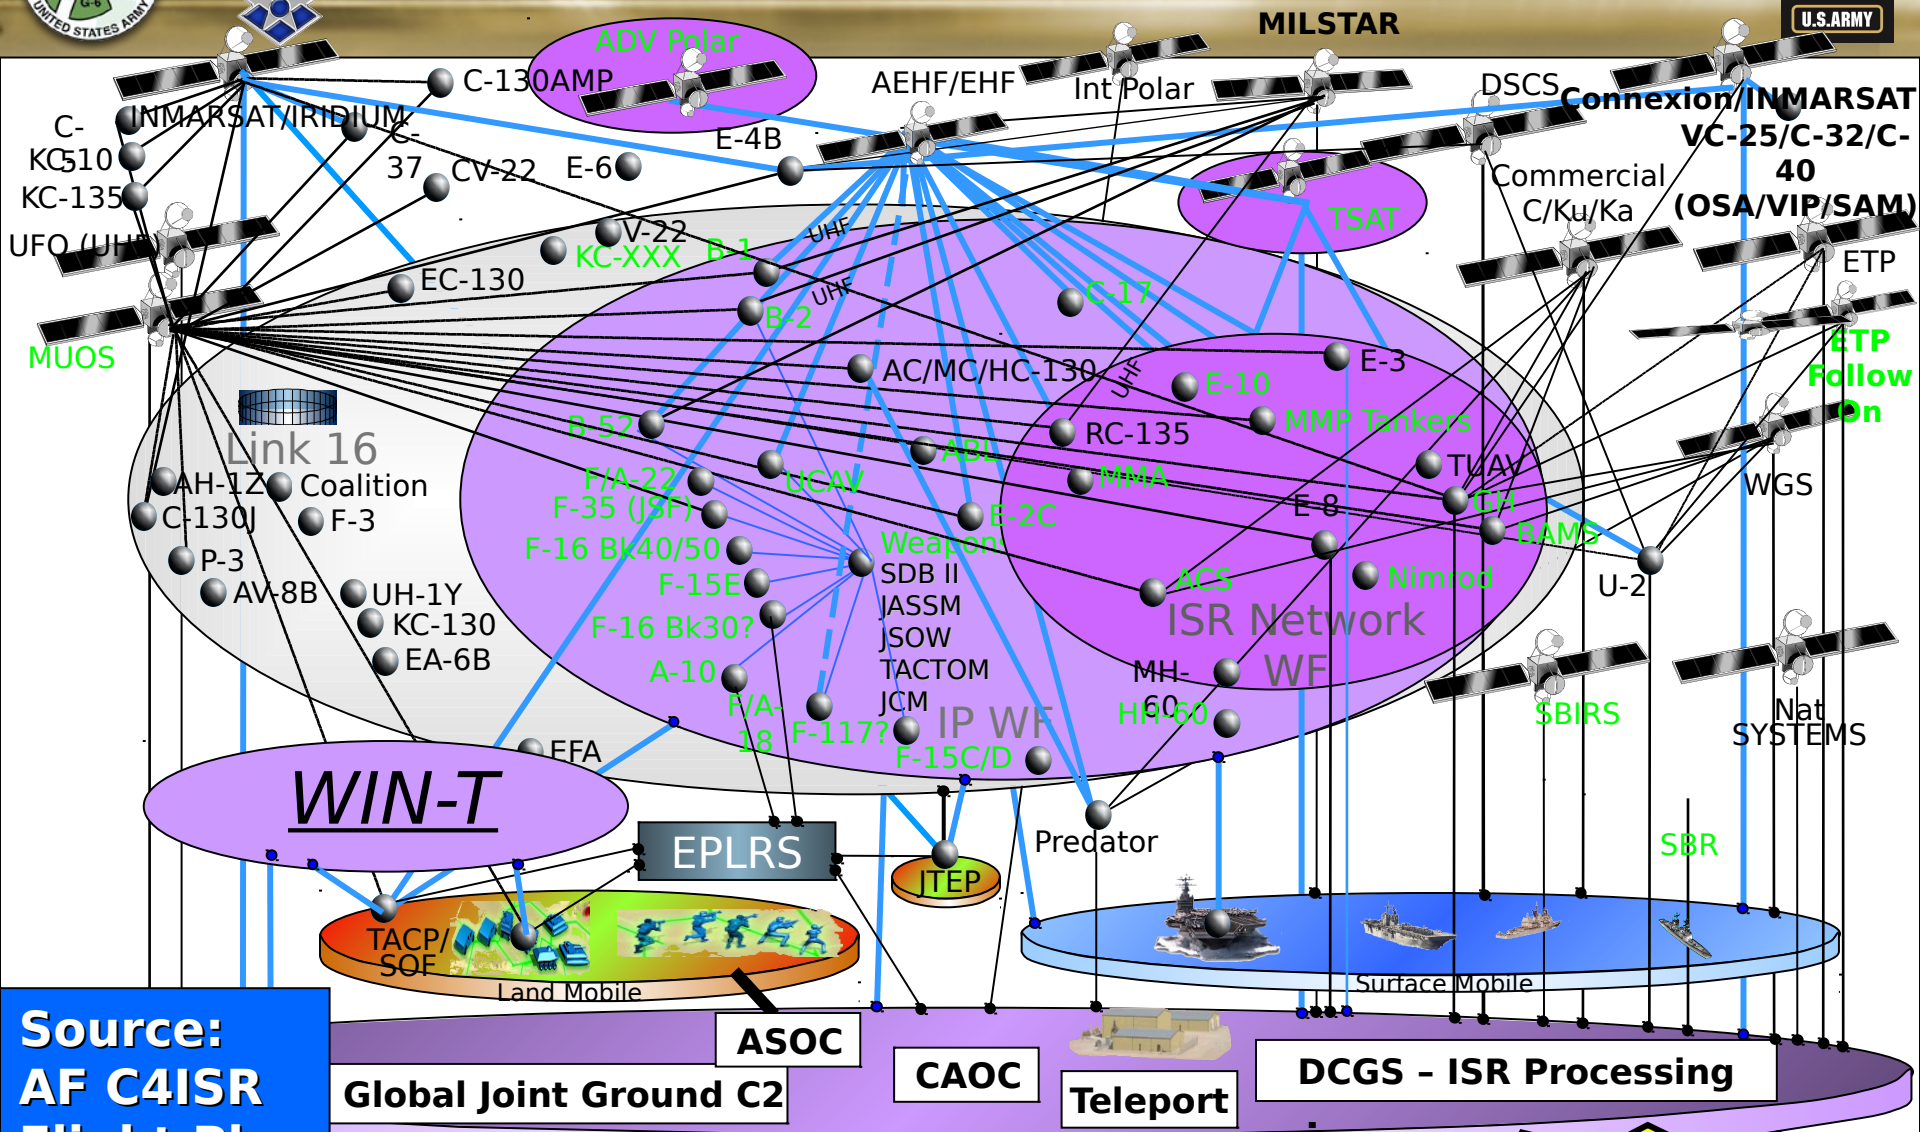 G-6
UNITED STATES ARMY
MILSTAR
U.S.ARMY
ADV Polar
C-130AMP
AEHF/EHF
Int Polar
DSCS
Connexion/INMARSAT
VC-25/C-32/C-
40
(OSA/VIP/SAM)
INMARSAT/IRIDIUM
C-
5
KC-10
KC-135
C-
37
CV-22
E-6
E-4B
Commercial
C/Ku/Ka
TSAT
UFO (UHF)
V-22
KC-XXX
B-1
UHF
EC-130
UHF
B-2
C-17
ETP
MUOS
ETP
Follow
On
AC/MC/HC-130
UHF
E-3
E-10
Link 16
B-52
RC-135
MMP Tankers
ABL
TUAV
WGS
AH-1Z
Coalition
F/A-22
UCAV
MMA
GH
C-130J
F-3
F-35 (JSF)
E-2C
E-8
BAMS
P-3
F-16 Bk40/50
Weapons
SDB II
JASSM
JSOW
TACTOM
JCM
AV-8B
UH-1Y
F-15E
ACS
Nimrod
U-2
KC-130
F-16 Bk30?
ISR Network
WF
EA-6B
A-10
MH-
60
HH-60
F/A-
18
F-117?
IP WF
F-15C/D
SBIRS
Nat
SYSTEMS
EFA
WIN-T
EPLRS
JTEP
Predator
SBR
TACP/
SOF
Land Mobile
Surface Mobile
Source:
AF C4ISR
ASOC
CAOC
Teleport
DCGS – ISR Processing
Global Joint Ground C2